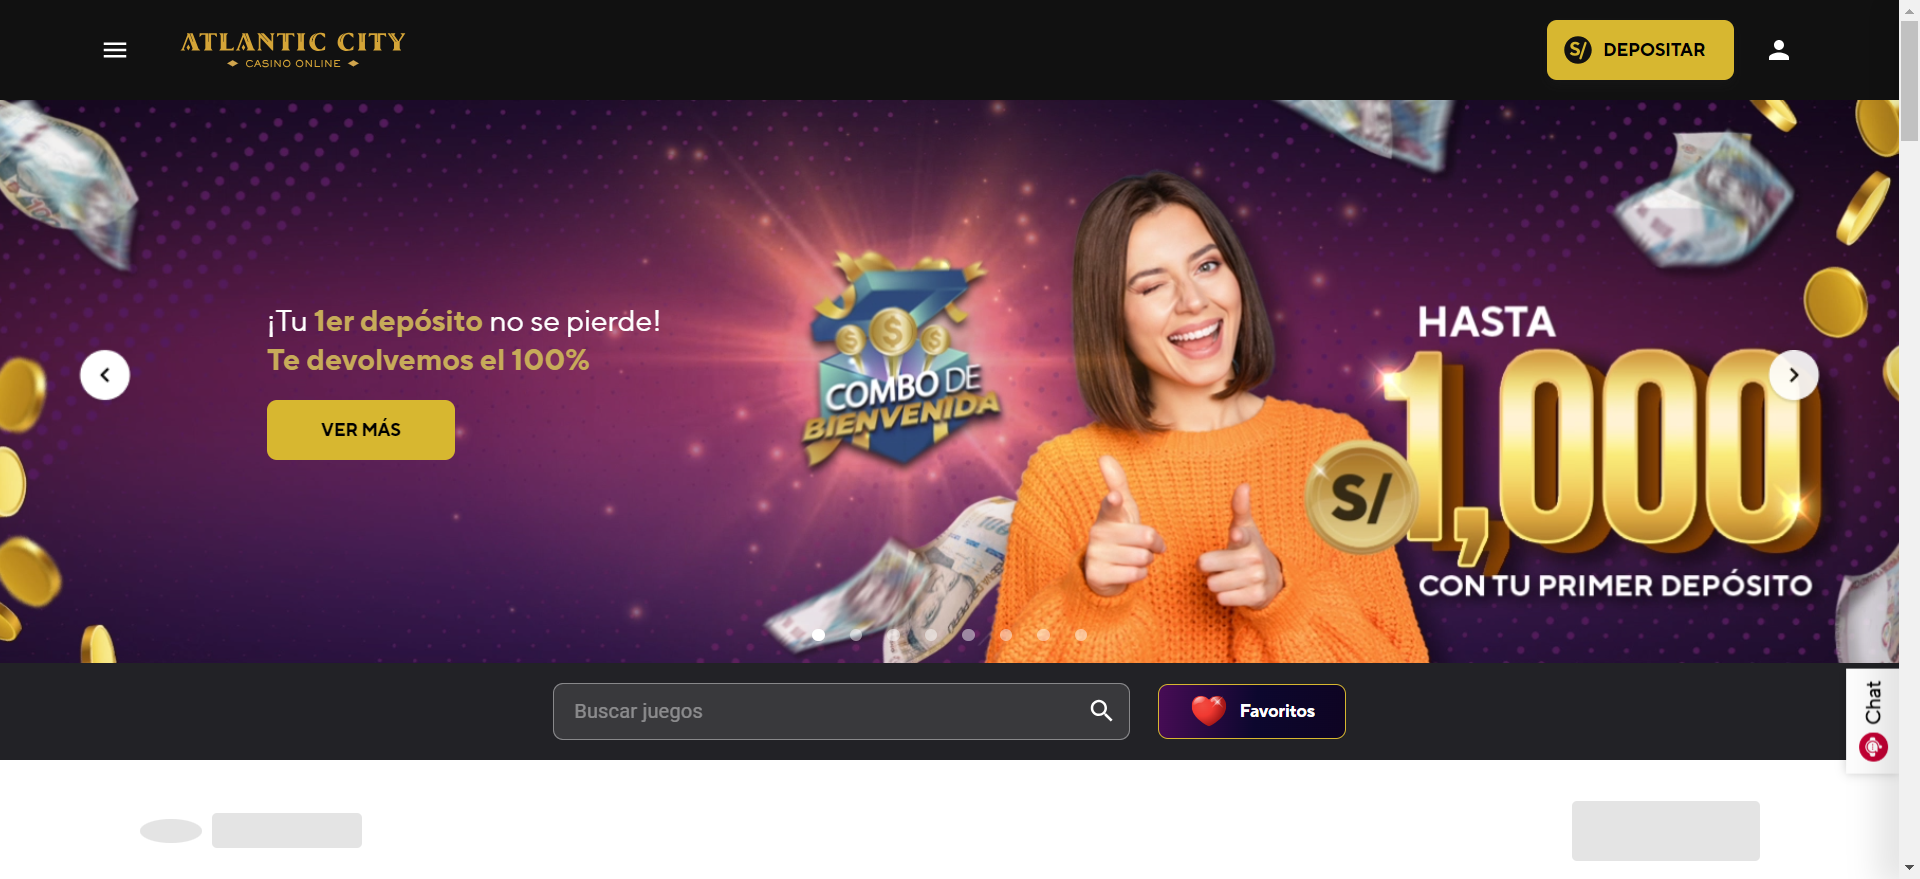 ATLANTIC CITY
CASINO ONLINE
S/ DEPOSITAR
¡Tu 1er depósito no se pierde!
Te devolvemos el 100%
VER MÁS
COMBO DE
BIENVENIDA
HASTA
S/ 1,000
CON TU PRIMER DEPÓSITO
Buscar juegos
Favoritos
Chat